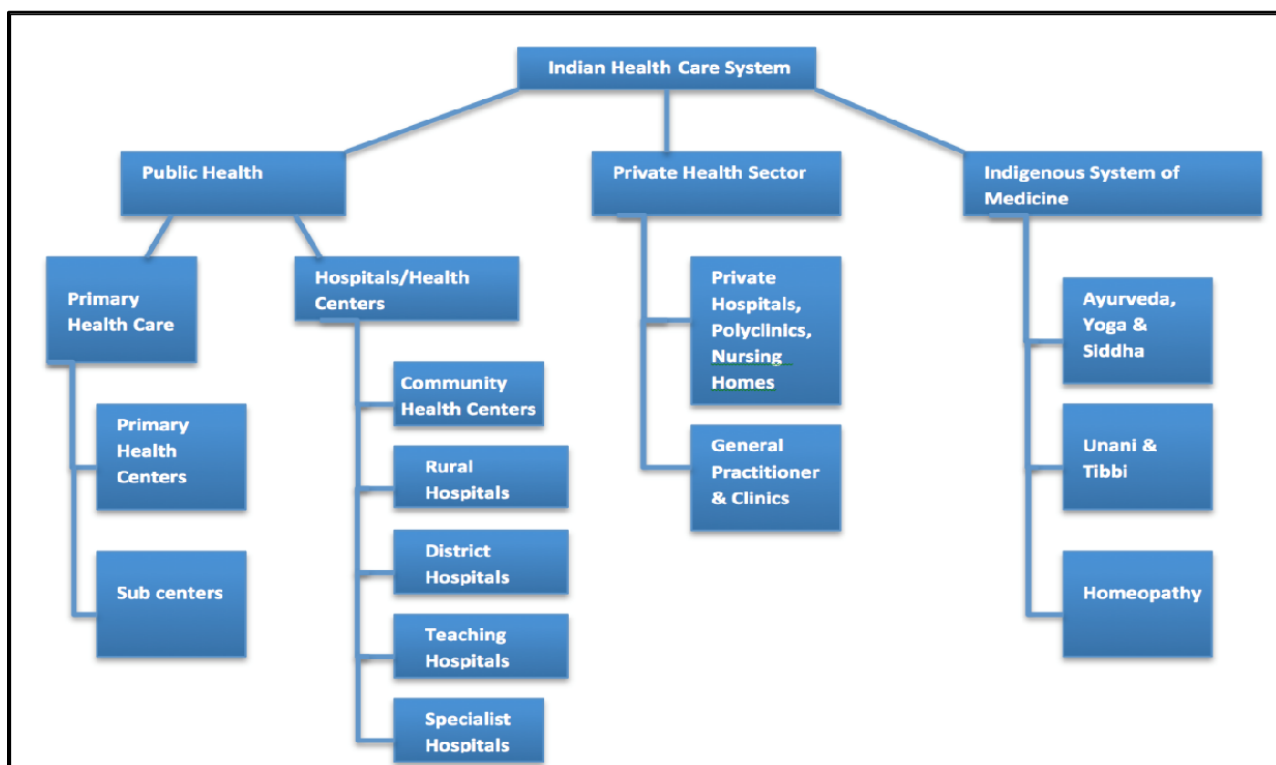 Indian Health Care System
Public Health
Private Health Sector
Indigenous System of
Medicine
Primary
Health Care
Hospitals/Health
Centers
Primary
Health
Centers
Sub centers
Community
Health Centers
Rural
Hospitals
District
Hospitals
Teaching
Hospitals
Specialist
Hospitals
Private
Hospitals,
Polyclinics,
Nursing
Homes
General
Practitioner
& Clinics
Ayurveda,
Yoga &
Siddha
Unani &
Tibbi
Homeopathy